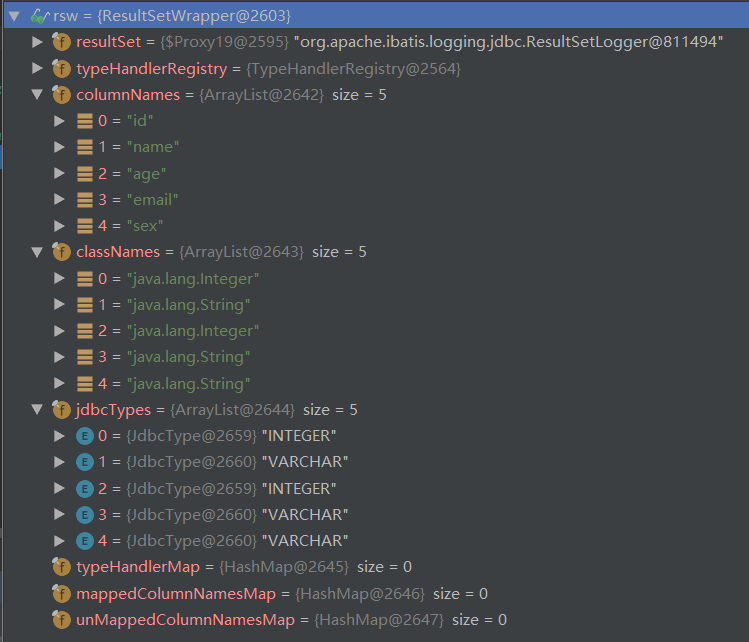 rsw = {ResultSetWrapper@2603}
f resultSet = {$Proxy19@2595} "org.apache.ibatis.logging.jdbc.ResultSetLogger@811494"
f typeHandlerRegistry = {TypeHandlerRegistry@2564}
f columnNames = {ArrayList@2642} size = 5
0 = "id"
1 = "name"
2 = "age"
3 = "email"
4 = "sex"
f classNames = {ArrayList@2643} size = 5
0 = "java.lang.Integer"
1 = "java.lang.String"
2 = "java.lang.Integer"
3 = "java.lang.String"
4 = "java.lang.String"
f jdbcTypes = {ArrayList@2644} size = 5
E 0 = {JdbcType@2659} "INTEGER"
E 1 = {JdbcType@2660} "VARCHAR"
E 2 = {JdbcType@2659} "INTEGER"
E 3 = {JdbcType@2660} "VARCHAR"
E 4 = {JdbcType@2660} "VARCHAR"
f typeHandlerMap = {HashMap@2645} size = 0
f mappedColumnNamesMap = {HashMap@2646} size = 0
f unMappedColumnNamesMap = {HashMap@2647} size = 0